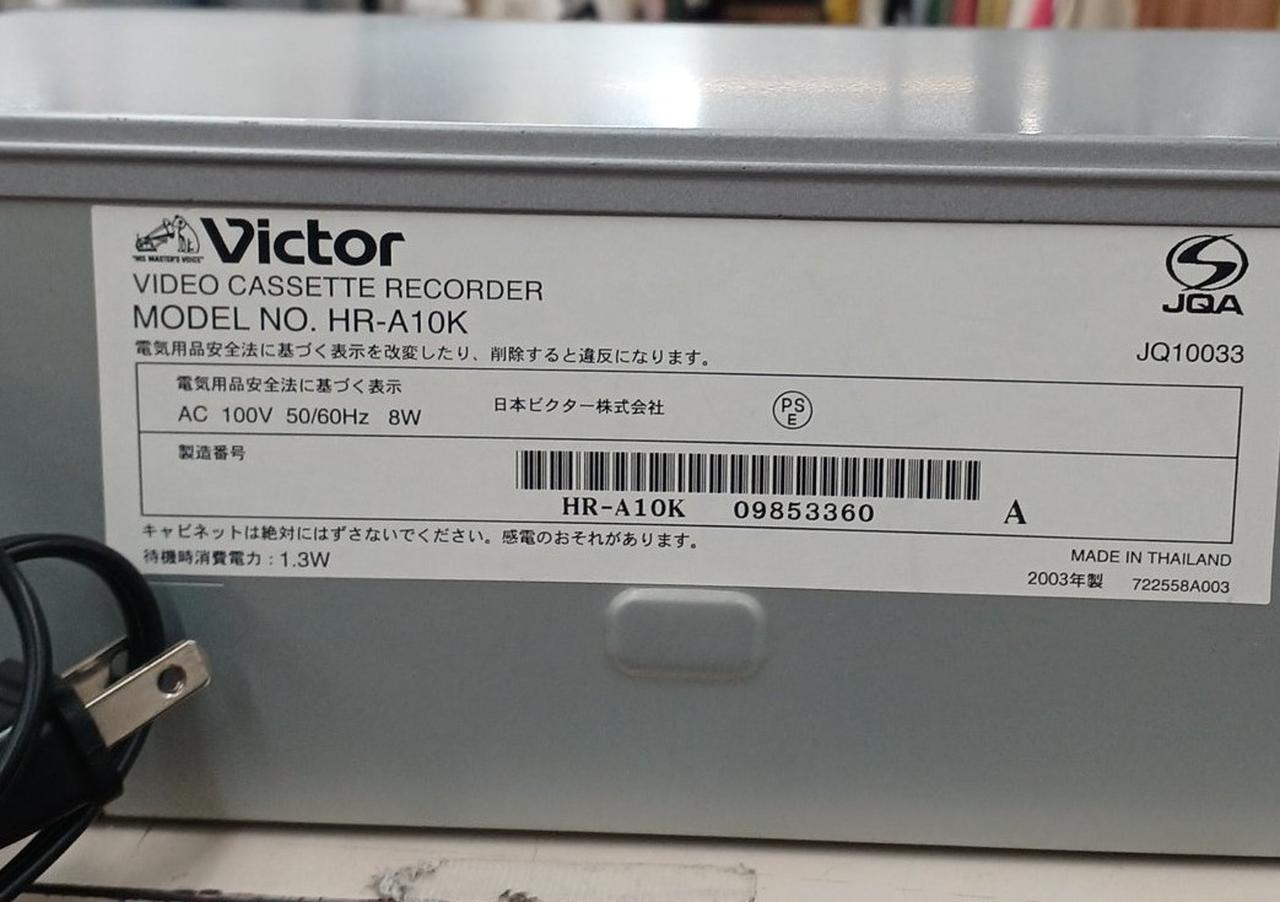 "HIS MASTER'S VOICE"
Victor
VIDEO CASSETTE RECORDER
MODEL NO. HR-A10K
JQA
JQ10033
電気用品安全法に基づく表示を改変したり、削除すると違反になります。
電気用品安全法に基づく表示
AC 100V 50/60Hz 8W
日本ビクター株式会社
PS
E
製造番号
HR-A10K 09853360 A
キャビネットは絶対にはずさないでください。感電のおそれがあります。
待機時消費電力：1.3W
MADE IN THAILAND
2003年製 722558A003